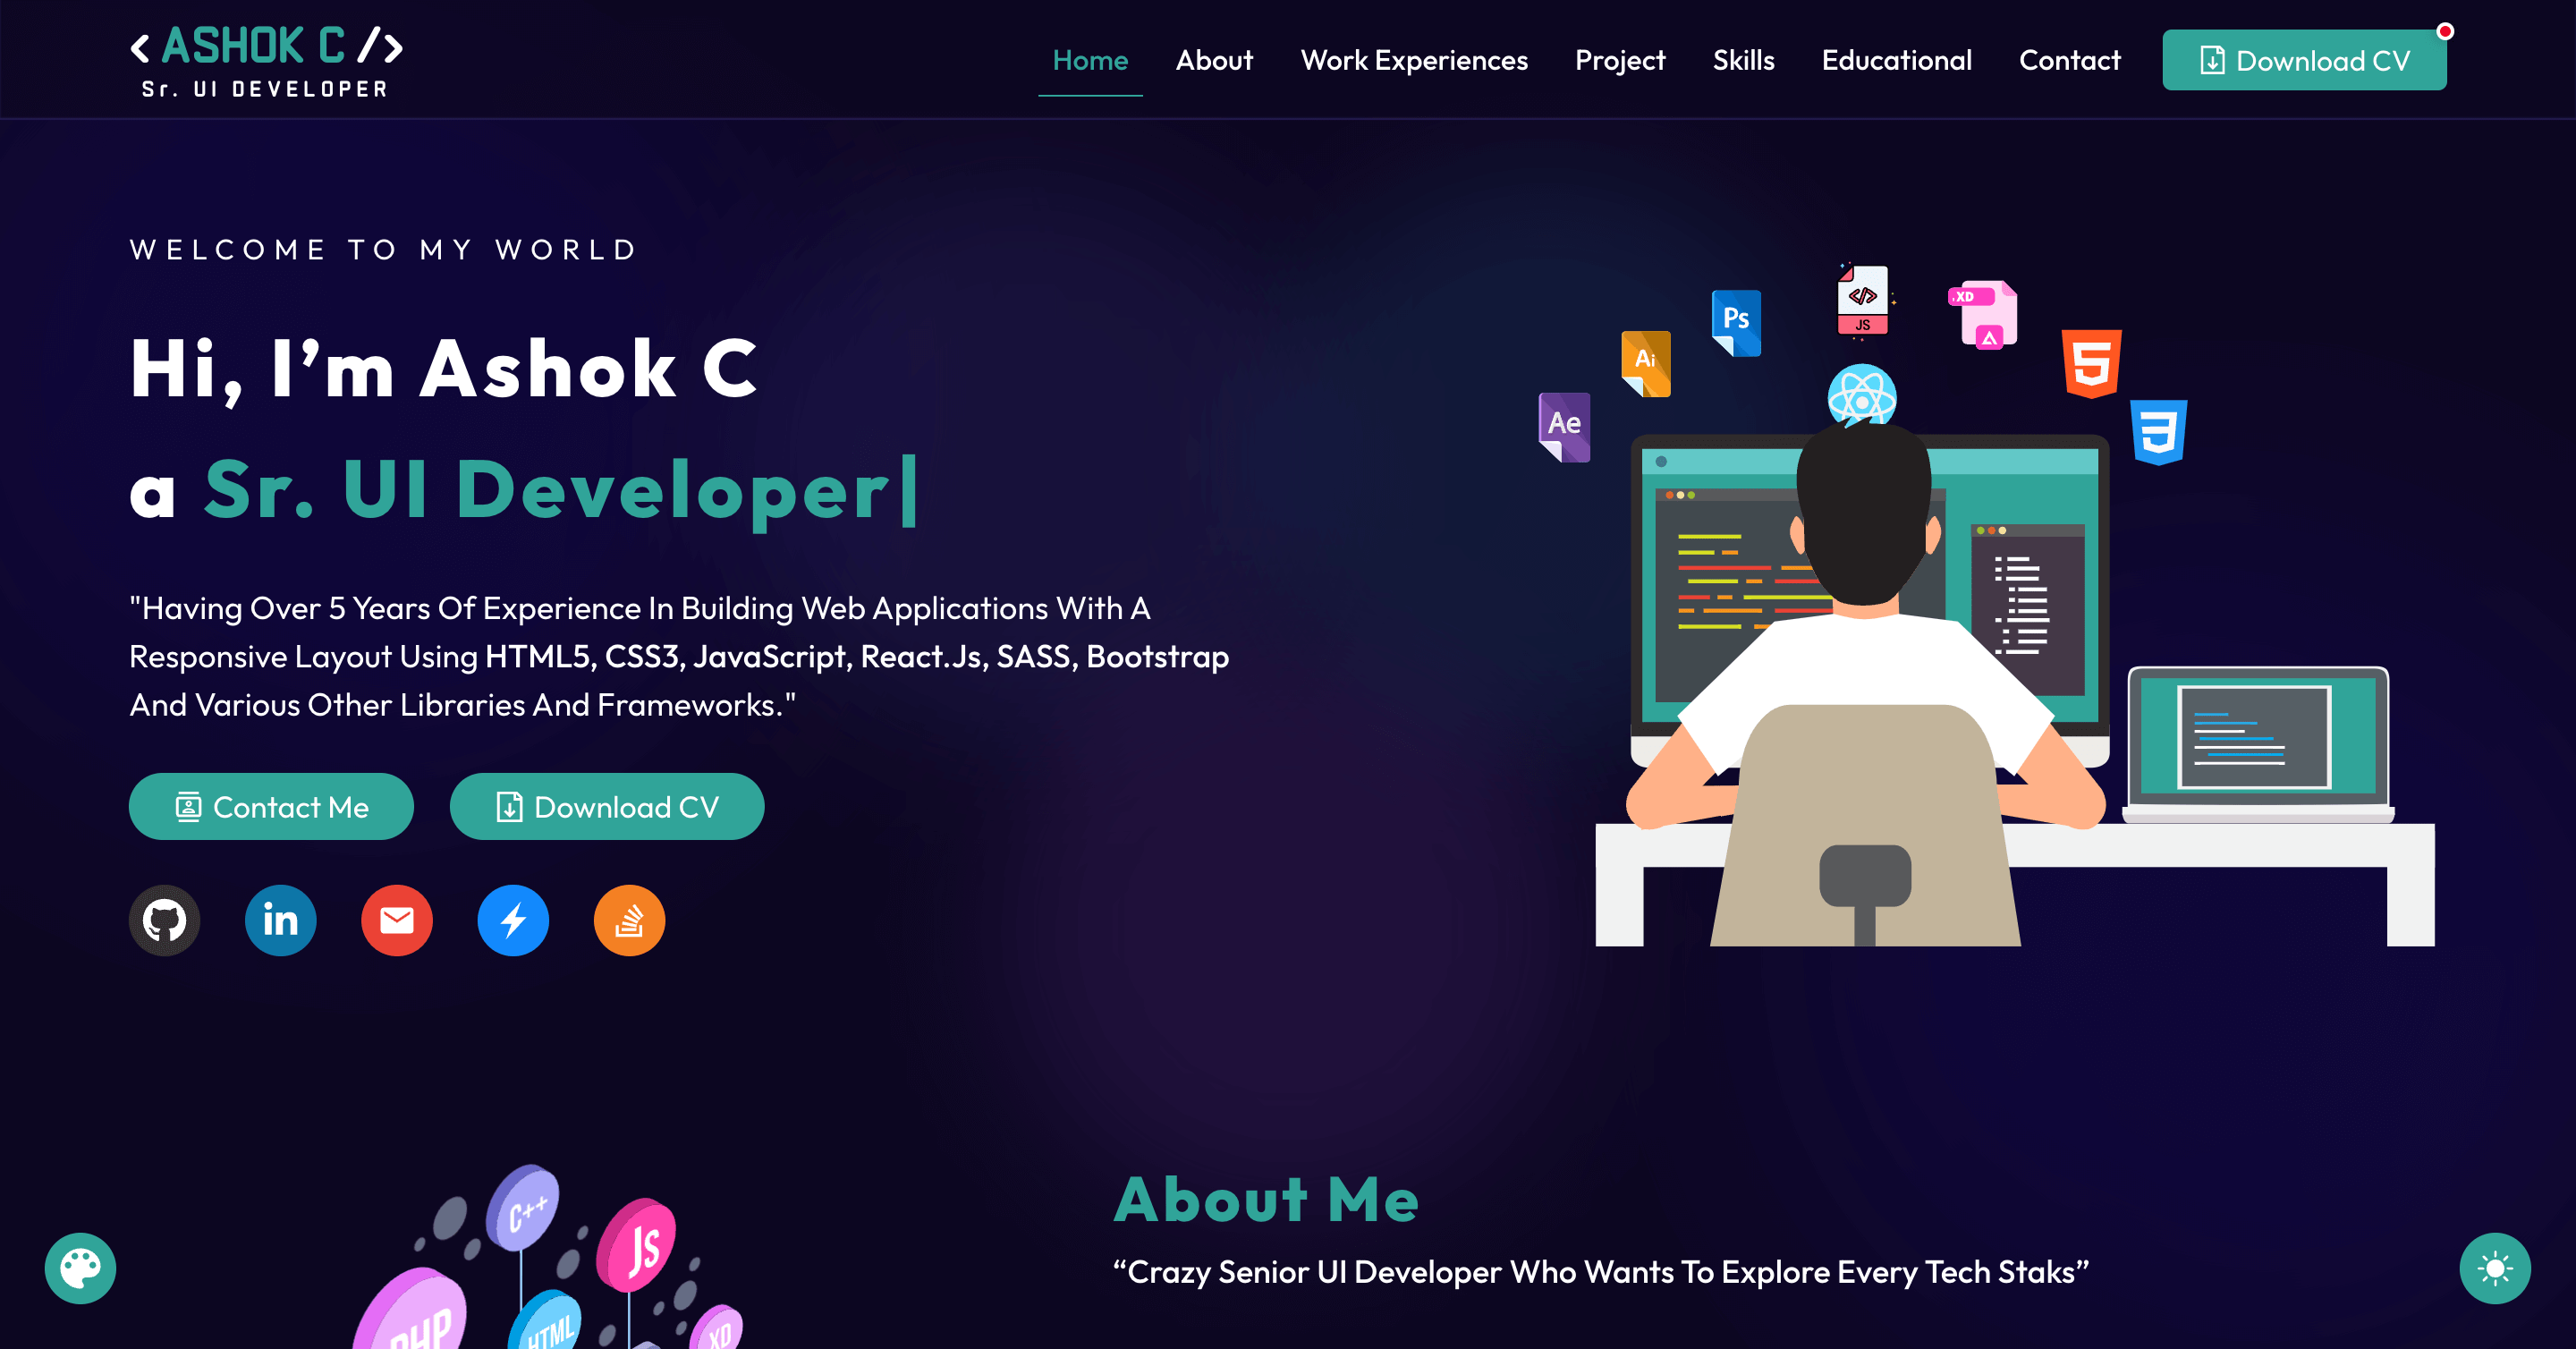 < ASHOK C />
Sr. UI DEVELOPER
Home
About
Work Experiences
Project
Skills
Educational
Contact
Download CV
WELCOME TO MY WORLD
Hi, I’m Ashok C
a Sr. UI Developer|
"Having Over 5 Years Of Experience In Building Web Applications With A
Responsive Layout Using HTML5, CSS3, JavaScript, React.Js, SASS, Bootstrap
And Various Other Libraries And Frameworks."
Contact Me
Download CV
in
Ae
Ai
Ps
</>
JS
.XD
5
3
C++
JS
PHP
HTML
XD
About Me
“Crazy Senior UI Developer Who Wants To Explore Every Tech Staks”